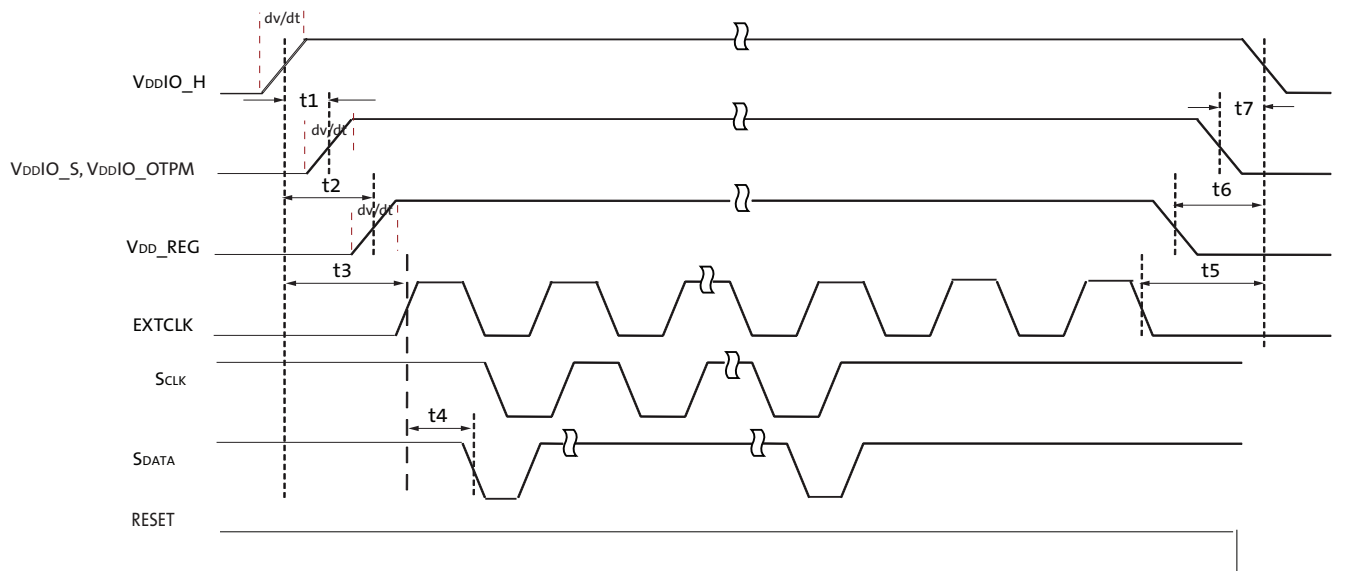 dv/dt
VDDIO_H
t1
t7
dv/dt
VDDIO_S, VDDIO_OTPM
t2
t6
dv/dt
VDD_REG
t3
t5
EXTCLK
SCLK
t4
SDATA
RESET